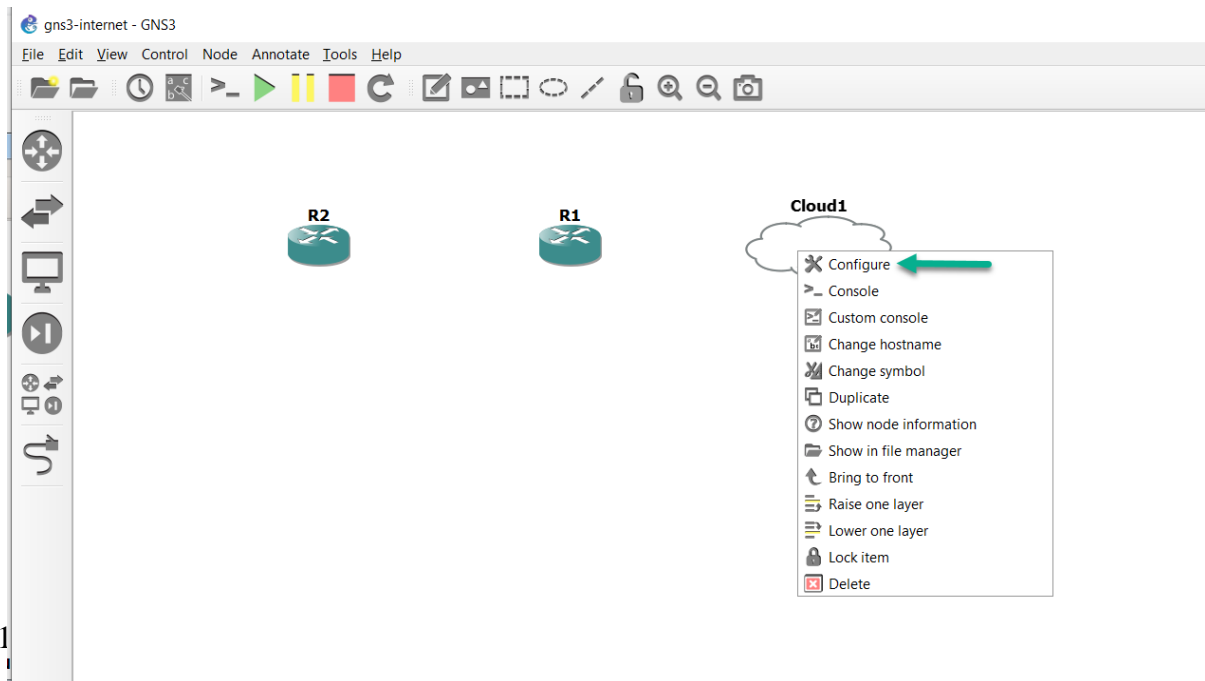 gns3-internet - GNS3
File Edit View Control Node Annotate Tools Help
R2
R1
Cloud1
Configure
Console
Custom console
Change hostname
Change symbol
Duplicate
Show node information
Show in file manager
Bring to front
Raise one layer
Lower one layer
Lock item
Delete
1